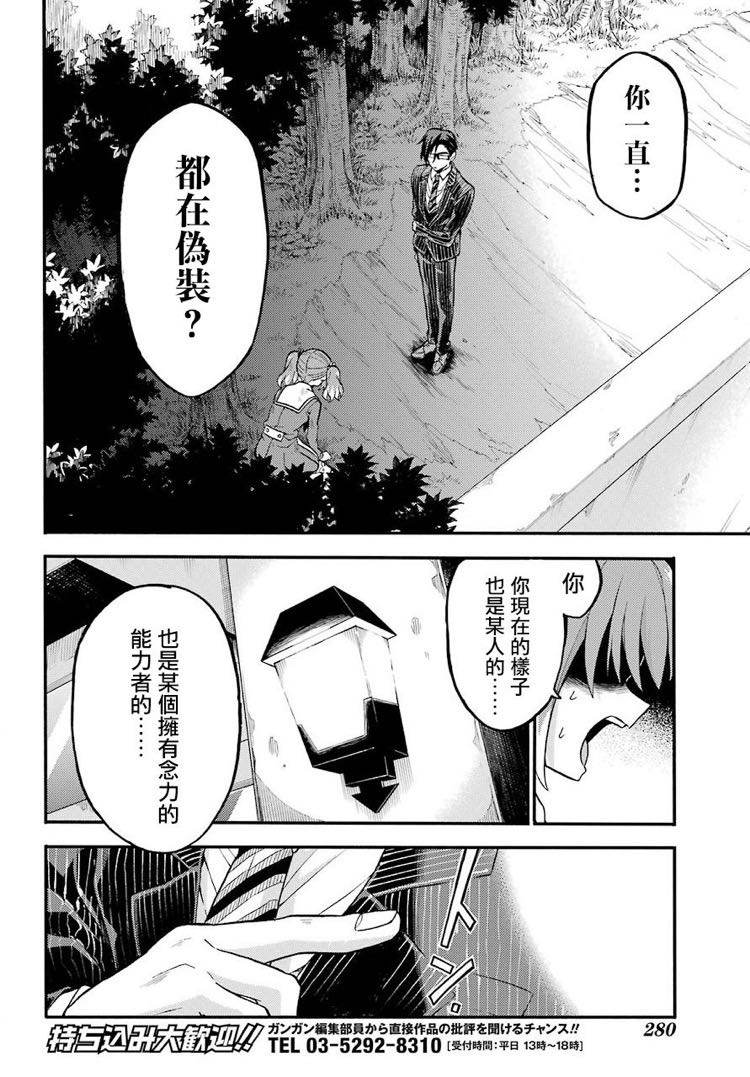 你一直…
都在偽裝？
你
你現在的樣子
也是某人的……
也是某個擁有念力的
能力者的……
トン…
持ち込み大歓迎!!
ガンガン編集部員から直接作品の批評を聞けるチャンス!!
TEL 03-5292-8310 [受付時間:平日 13時～18時]
280